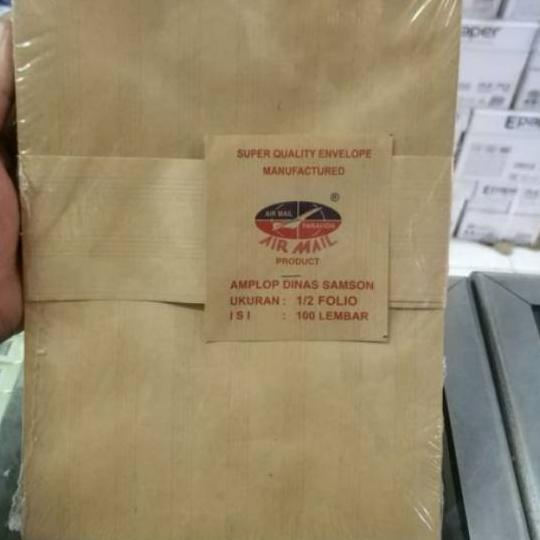 SUPER QUALITY ENVELOPE
MANUFACTURED
®
AIR MAIL
PARAGON
AIR MAIL
PRODUCT
AMPLOP DINAS SAMSON
UKURAN : 1/2 FOLIO
ISI : 100 LEMBAR
Epaper